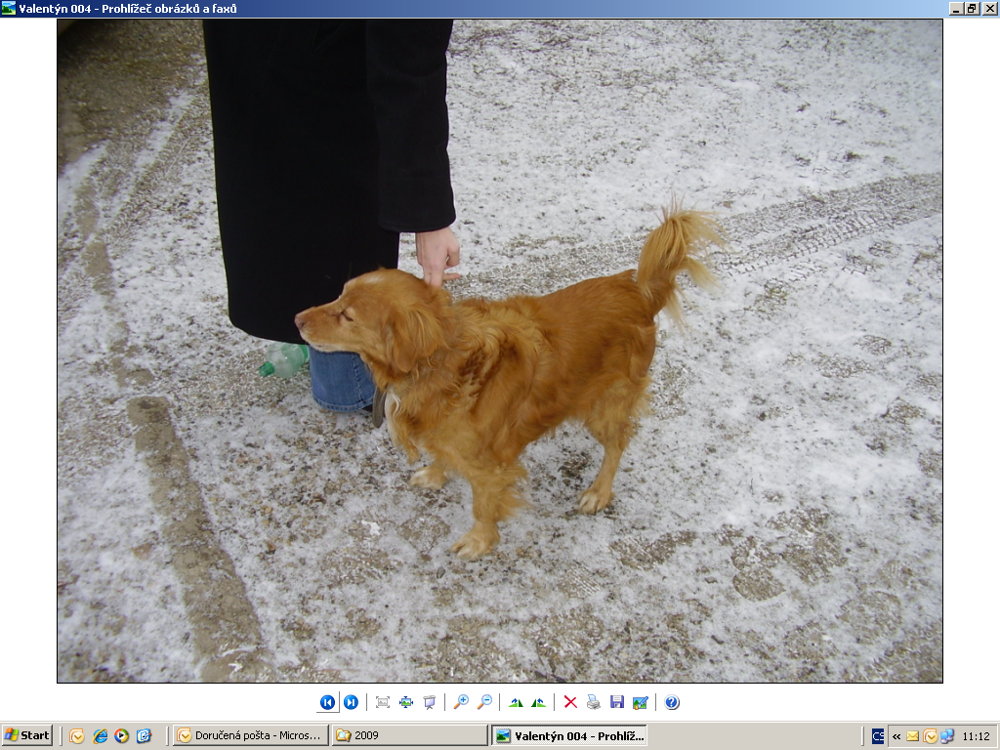 Valentýn 004 - Prohlížeč obrázků a faxů
Start
Doručená pošta - Micros...
2009
Valentýn 004 - Prohlíž...
CS
«
11:12